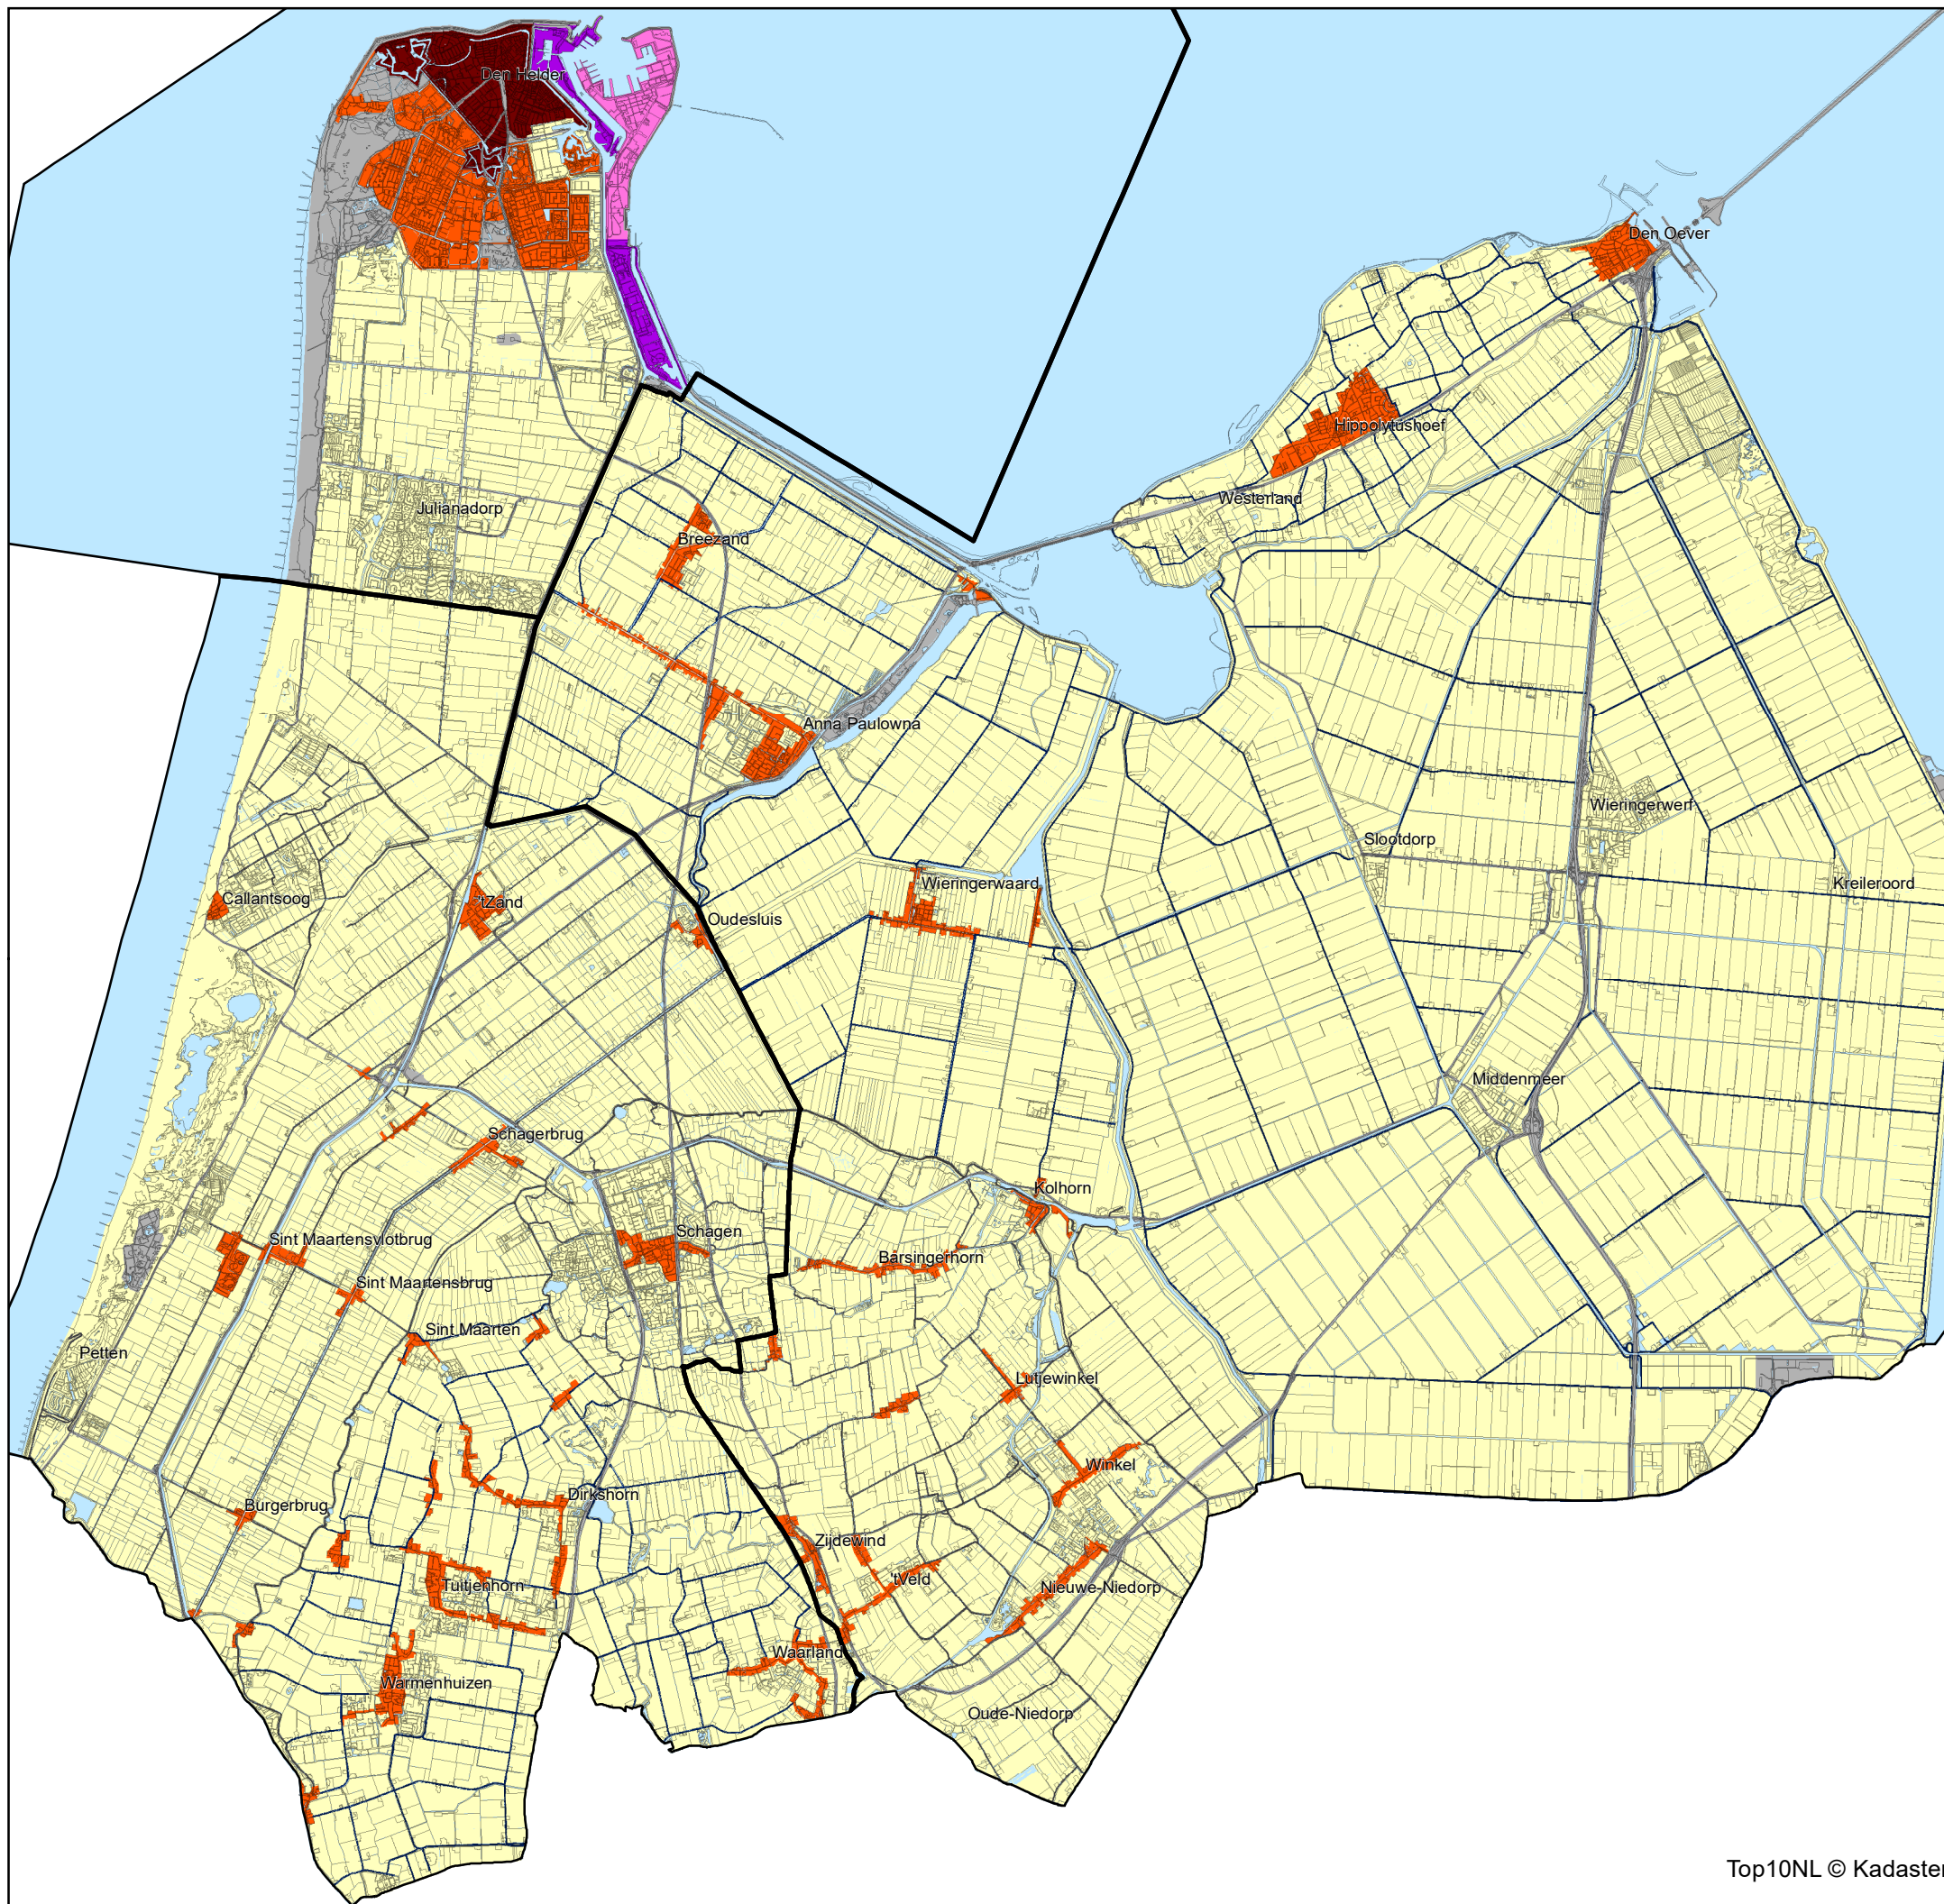 Den Helder
Den Oever
Hippolytushoef
Westerland
Julianadorp
Breezand
Anna Paulowna
Wieringerwerf
Slootdorp
Kreileroord
Wieringerwaard
Callantsoog
'tZand
Oudesluis
Middenmeer
Schagerbrug
Kolhorn
Schagen
Sint Maartensvlotbrug
Barsingerhorn
Sint Maartensbrug
Sint Maarten
Petten
Lutjewinkel
Winkel
Dirkshorn
Burgerbrug
Zijdewind
'tVeld
Tuitjenhorn
Nieuwe-Niedorp
Waarland
Warmenhuizen
Oude-Niedorp
Top10NL © Kadaster